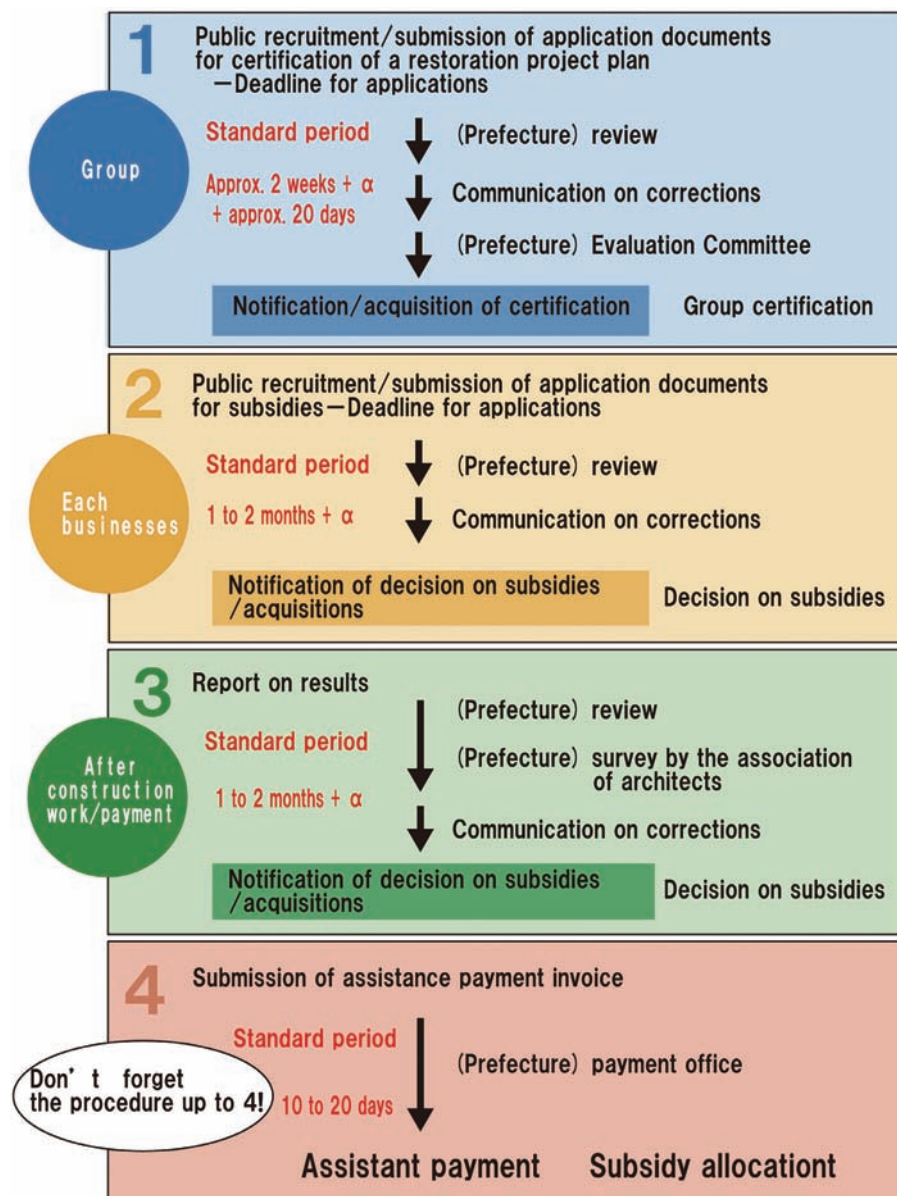 1
Public recruitment/submission of application documents
for certification of a restoration project plan
—Deadline for applications
Group
Standard period
Approx. 2 weeks + α
+ approx. 20 days
(Prefecture) review
Communication on corrections
(Prefecture) Evaluation Committee
Notification/acquisition of certification
Group certification
2
Public recruitment/submission of application documents
for subsidies—Deadline for applications
Each
businesses
Standard period
1 to 2 months + α
(Prefecture) review
Communication on corrections
Notification of decision on subsidies
/acquisitions
Decision on subsidies
3
Report on results
After
construction
work/payment
Standard period
1 to 2 months + α
(Prefecture) review
(Prefecture) survey by the association
of architects
Communication on corrections
Notification of decision on subsidies
/acquisitions
Decision on subsidies
4
Submission of assistance payment invoice
Don't forget
the procedure up to 4!
Standard period
10 to 20 days
(Prefecture) payment office
Assistant payment
Subsidy allocationt